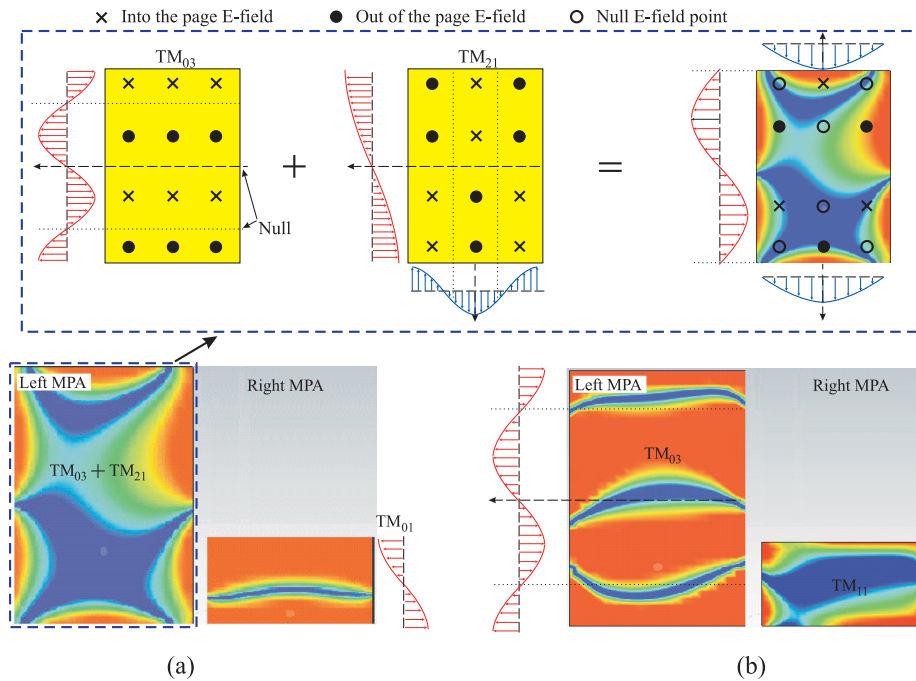 × Into the page E-field ● Out of the page E-field ○ Null E-field point
TM₀₃
TM₂₁
+
=
Null
Left MPA
Right MPA
TM₀₃ + TM₂₁
TM₀₁
Left MPA
Right MPA
TM₀₃
TM₁₁
(a)
(b)